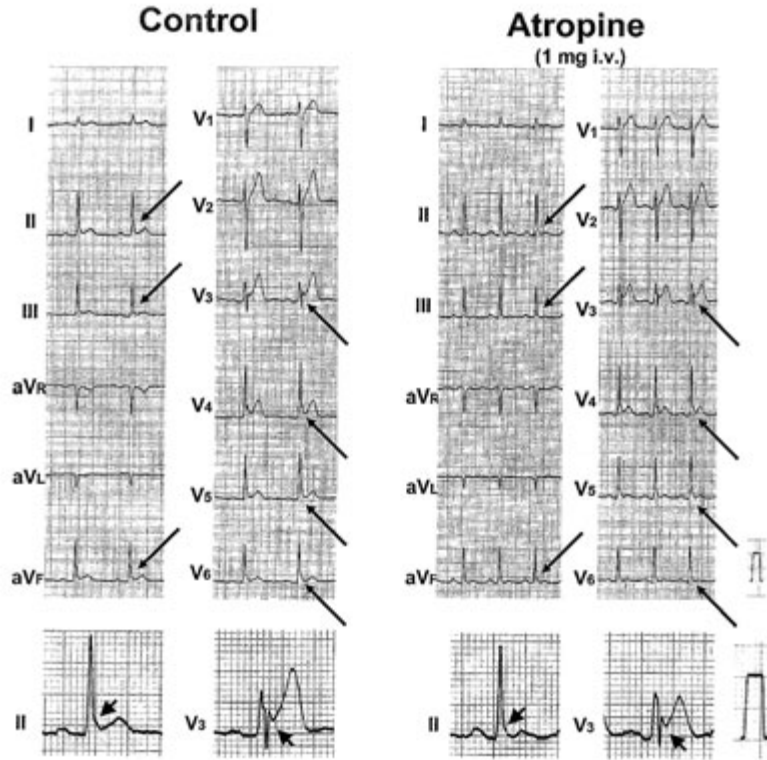 Control
Atropine
(1 mg i.v.)
I
II
III
aVR
aVL
aVF
V1
V2
V3
V4
V5
V6
I
II
III
aVR
aVL
aVF
V1
V2
V3
V4
V5
V6
II
V3
II
V3